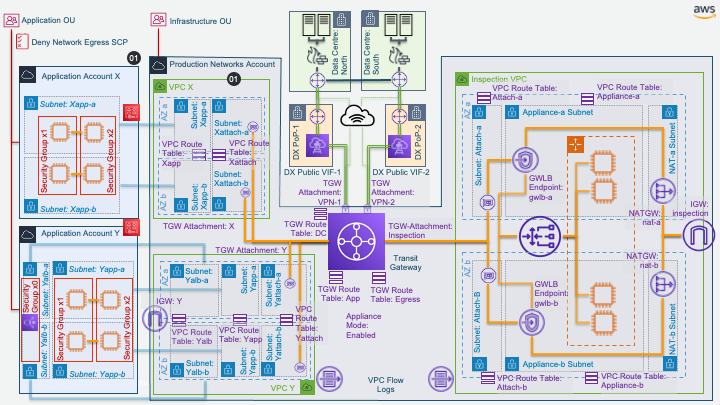 Application OU
Infrastructure OU
aws
Deny Network Egress SCP
01
Application Account X
Subnet: Xapp-a
Security Group x1
Security Group x2
Subnet: Xapp-b
Application Account Y
Subnet: Yalb-a
Subnet: Yapp-a
Security Group x0
Security Group x1
Security Group x2
Subnet: Yalb-b
Subnet: Yapp-b
Production Networks Account
VPC X
01
AZ a
Subnet:
Xapp-a
Subnet:
Xattach-a
VPC Route
Table:
Xapp
VPC Route
Table:
Xattach
AZ b
Subnet:
Xapp-b
Subnet:
Xattach-b
TGW Attachment: X
TGW Attachment: Y
AZ a
Subnet:
Yalb-a
Subnet:
Yapp-a
Subnet:
Yattach-a
IGW: Y
VPC Route
Table: Yalb
VPC Route
Table: Yapp
VPC
Route
Table:
Yattach
AZ b
Subnet:
Yalb-b
Subnet:
Yapp-b
Subnet:
Yattach-b
VPC Y
Data Centre:
North
Data Centre:
South
DX PoP-1
DX PoP-2
DX Public VIF-1
DX Public VIF-2
TGW
Attachment:
VPN-1
TGW
Attachment:
VPN-2
TGW Route
Table: DC
TGW-Attachment:
Inspection
Transit
Gateway
TGW Route
Table: App
TGW Route
Table: Egress
Appliance
Mode:
Enabled
VPC Flow
Logs
Inspection VPC
VPC Route Table:
Attach-a
VPC Route Table:
Appliance-a
AZ a
Subnet: Attach-a
Appliance-a Subnet
NAT-a Subnet
GWLB
Endpoint:
gwlb-a
NATGW:
nat-a
IGW:
inspection
NATGW:
nat-b
GWLB
Endpoint:
gwlb-b
AZ b
Subnet: Attach-B
Appliance-b Subnet
NAT-b Subnet
VPC Route Table:
Attach-b
VPC Route Table:
Appliance-b